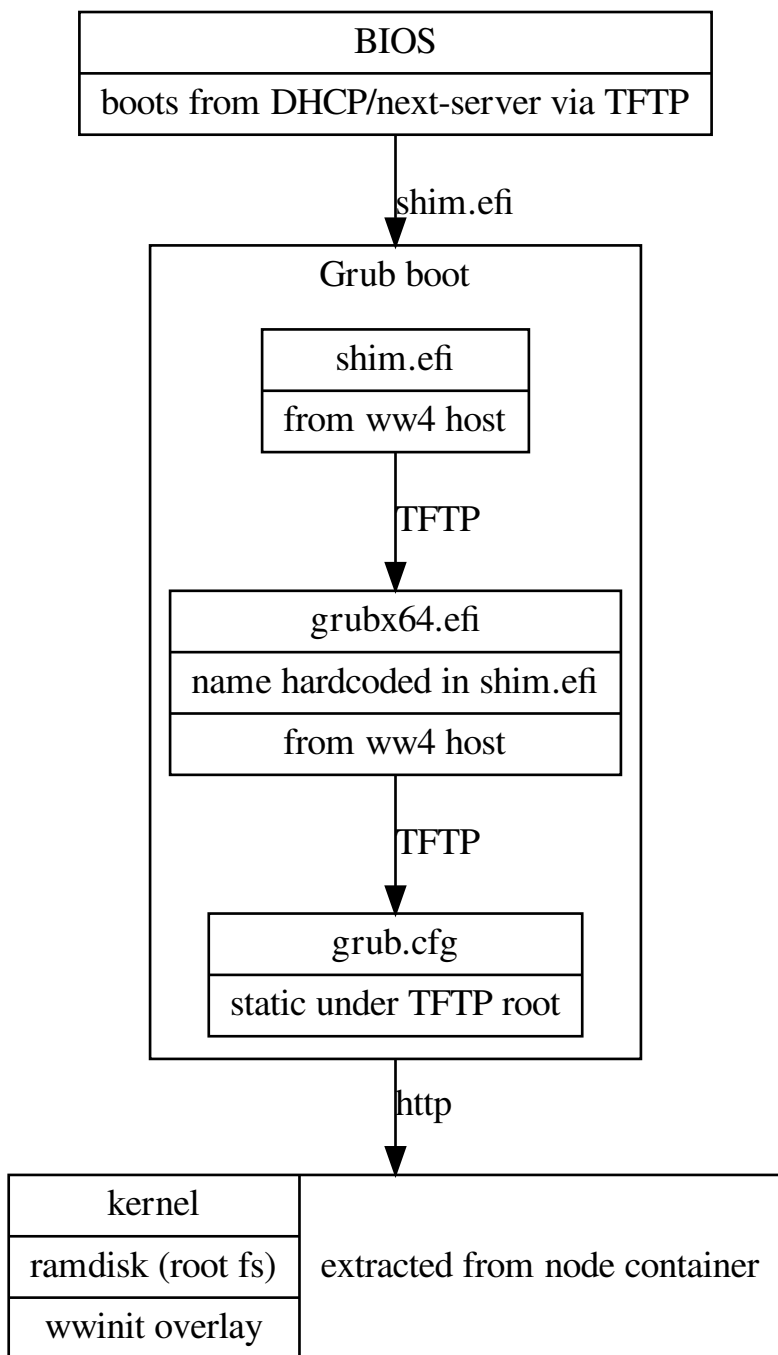 BIOS
boots from DHCP/next-server via TFTP
shim.efi
Grub boot
shim.efi
from ww4 host
TFTP
grubx64.efi
name hardcoded in shim.efi
from ww4 host
TFTP
grub.cfg
static under TFTP root
http
kernel
ramdisk (root fs)
extracted from node container
wwinit overlay